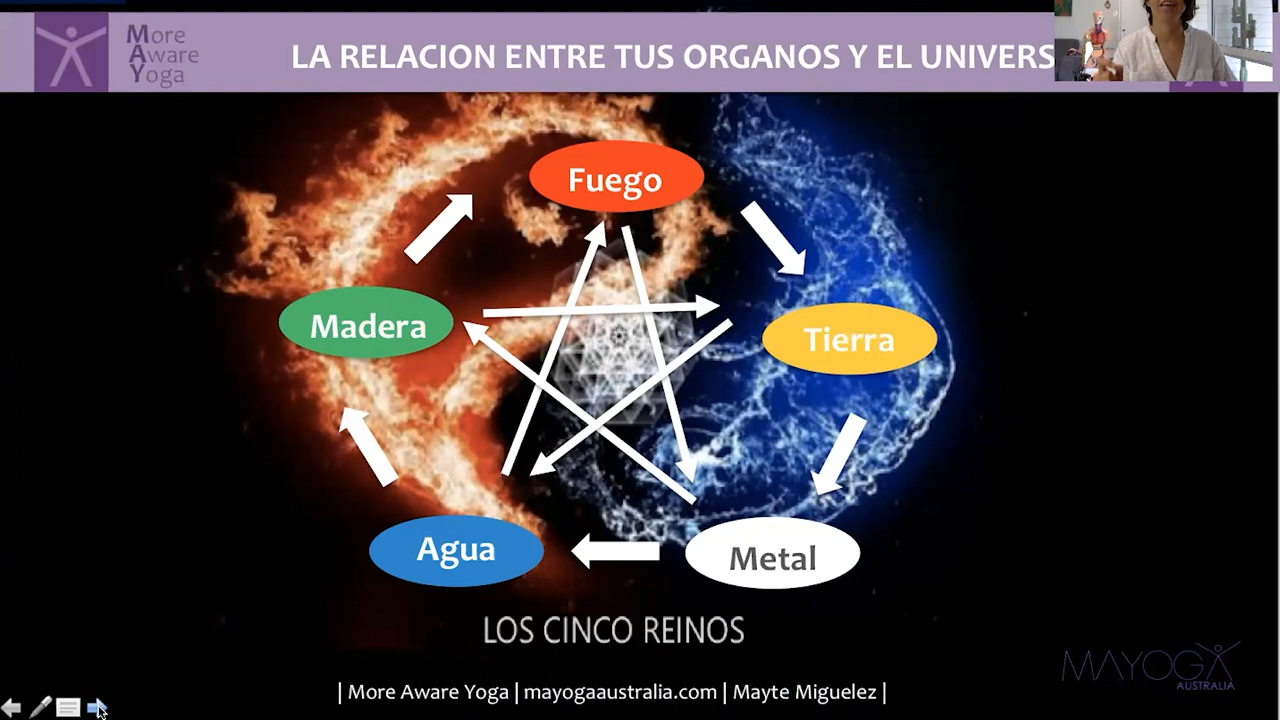 More
Aware
Yoga
LA RELACION ENTRE TUS ORGANOS Y EL UNIVERS
Fuego
Madera
Tierra
Agua
Metal
LOS CINCO REINOS
MAYOGA
AUSTRALIA
| More Aware Yoga | mayogaaustralia.com | Mayte Miguelez |